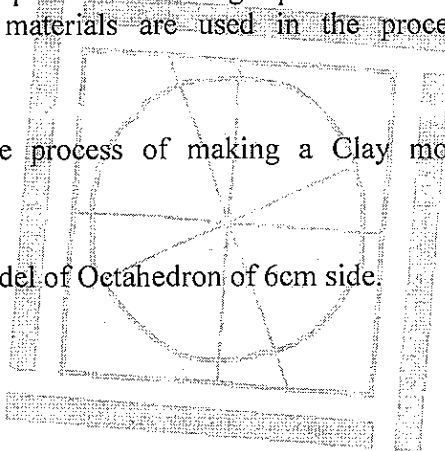 materials are used in the proce
e process of making a Clay mo
del of Octahedron of 6cm side.